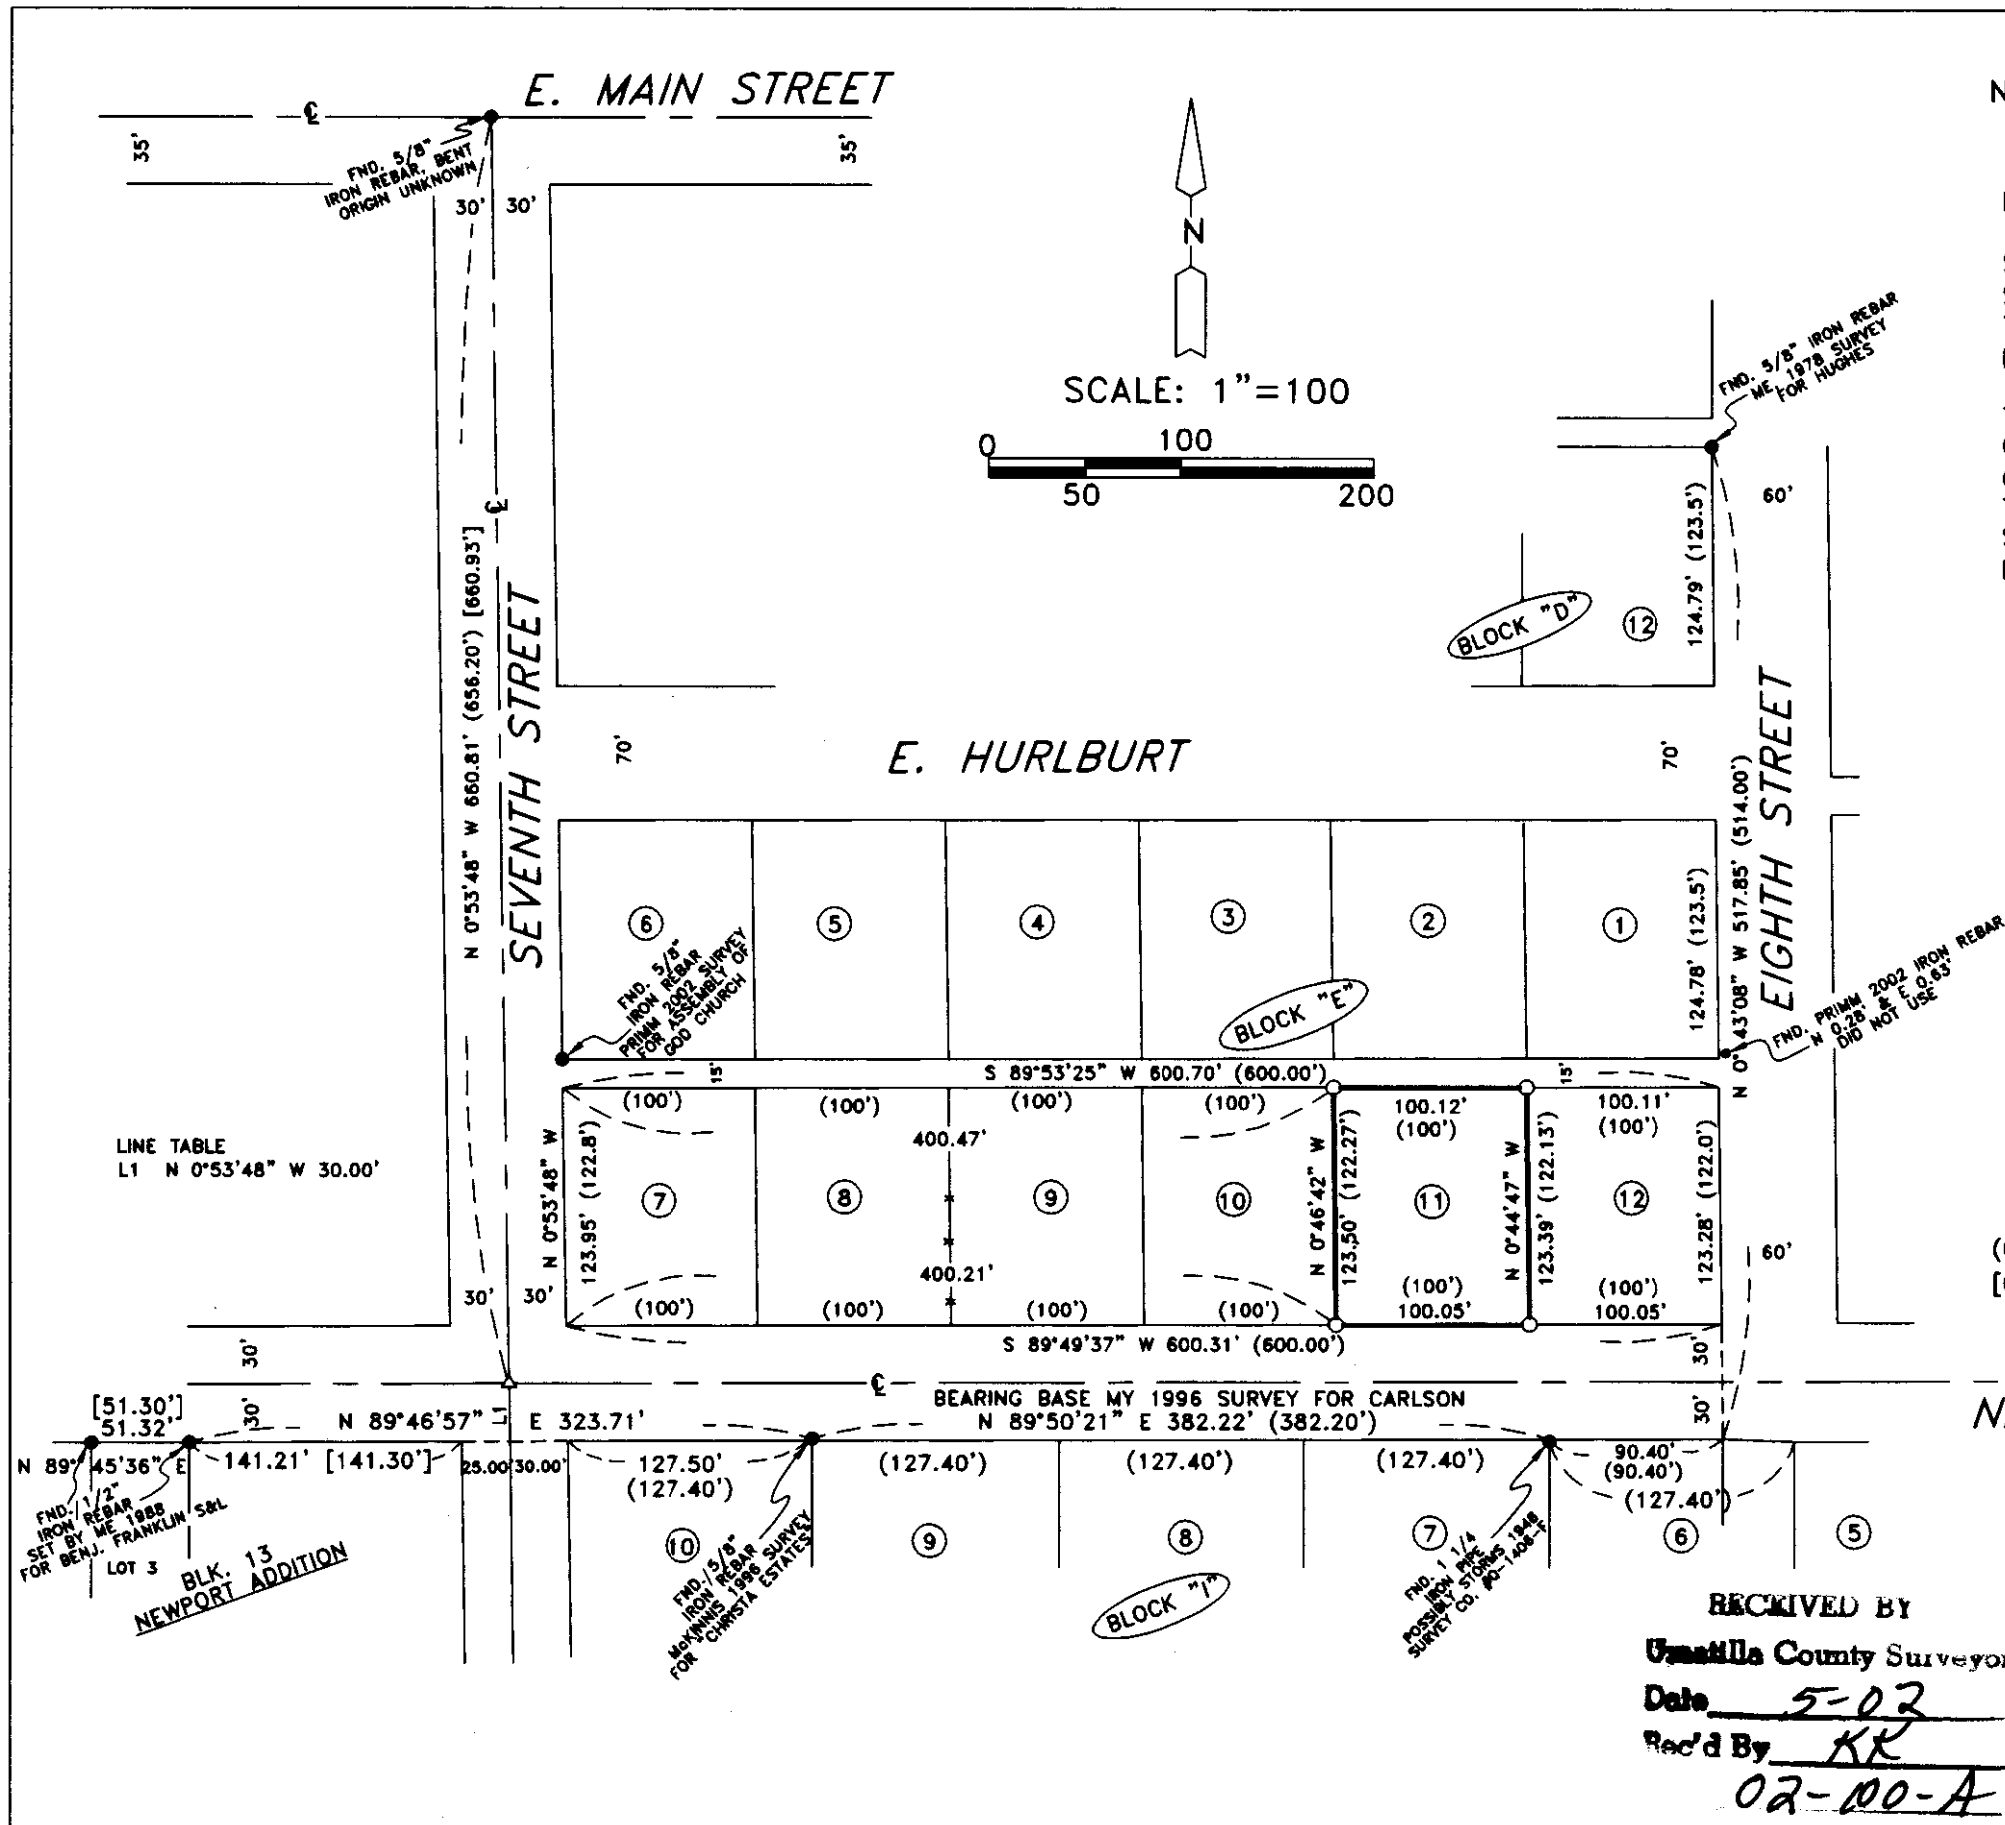 E. MAIN STREET
℄
35'
35'
FND. 5/8"
IRON REBAR, BENT
ORIGIN UNKNOWN
30'
30'
N
SCALE: 1"=100
0
100
50
200
FND. 5/8" IRON REBAR
ME 1978 SURVEY
FOR HUGHES
60'
124.79' (123.5')
BLOCK "D"
12
℄
N 0°53'48" W 660.81' (656.20') [660.93']
SEVENTH STREET
70'
E. HURLBURT
70'
N 0°43'08" W 517.85' (514.00')
EIGHTH STREET
6
5
4
3
2
1
124.78' (123.5')
FND. 5/8"
IRON REBAR
PRIMM 2002 SURVEY
FOR ASSEMBLY OF
GOD CHURCH
BLOCK "E"
FND. PRIMM 2002 IRON REBAR
N 0.28' & E 0.63'
DID NOT USE
15'
S 89°53'25" W 600.70' (600.00')
15'
(100')
(100')
(100')
(100')
100.12'
(100')
100.11'
(100')
400.47'
LINE TABLE
L1 N 0°53'48" W 30.00'
N 0°53'48" W
123.95' (122.8')
7
8
9
10
N 0°46'42" W
123.50' (122.27')
11
N 0°44'47" W
123.39' (122.13')
12
123.28' (122.0')
60'
400.21'
30'
30'
(100')
(100')
(100')
(100')
(100')
100.05'
(100')
100.05'
S 89°49'37" W 600.31' (600.00')
30'
30'
℄
BEARING BASE MY 1996 SURVEY FOR CARLSON
[51.30']
51.32'
30'
N 89°46'57" E 323.71'
L1
N 89°50'21" E 382.22' (382.20')
30'
N 89°45'36" E
141.21' [141.30']
25.00'
30.00'
127.50'
(127.40')
(127.40')
(127.40')
(127.40')
90.40'
(90.40')
(127.40')
FND. 1/2"
IRON REBAR
SET BY ME 1988
FOR BENJ. FRANKLIN S&L
LOT 3
BLK. 13
NEWPORT ADDITION
10
FND. 5/8"
IRON REBAR
McKINNIS 1996 SURVEY
FOR "CHRISTA ESTATES"
9
8
BLOCK "I"
7
FND. 1 1/4
IRON PIPE
POSSIBLY STORMS 1946
SURVEY CO.
6
5
RECEIVED BY
Umatilla County Surveyor
Date 5-02
Rec'd By KK
02-100-A